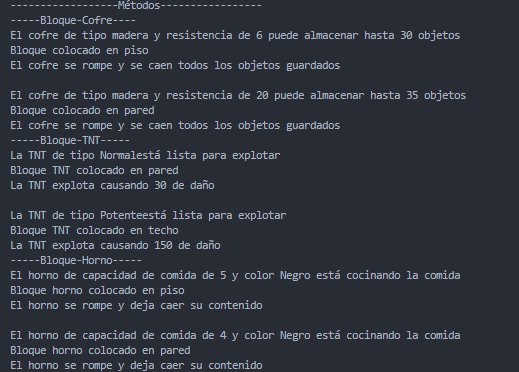 ------------------Métodos-----------------
-----Bloque-Cofre----
El cofre de tipo madera y resistencia de 6 puede almacenar hasta 30 objetos
Bloque colocado en piso
El cofre se rompe y se caen todos los objetos guardados
El cofre de tipo madera y resistencia de 20 puede almacenar hasta 35 objetos
Bloque colocado en pared
El cofre se rompe y se caen todos los objetos guardados
-----Bloque-TNT-----
La TNT de tipo Normalestá lista para explotar
Bloque TNT colocado en pared
La TNT explota causando 30 de daño
La TNT de tipo Potenteestá lista para explotar
Bloque TNT colocado en techo
La TNT explota causando 150 de daño
-----Bloque-Horno-----
El horno de capacidad de comida de 5 y color Negro está cocinando la comida
Bloque horno colocado en piso
El horno se rompe y deja caer su contenido
El horno de capacidad de comida de 4 y color Negro está cocinando la comida
Bloque horno colocado en pared
El horno se rompe y deja caer su contenido